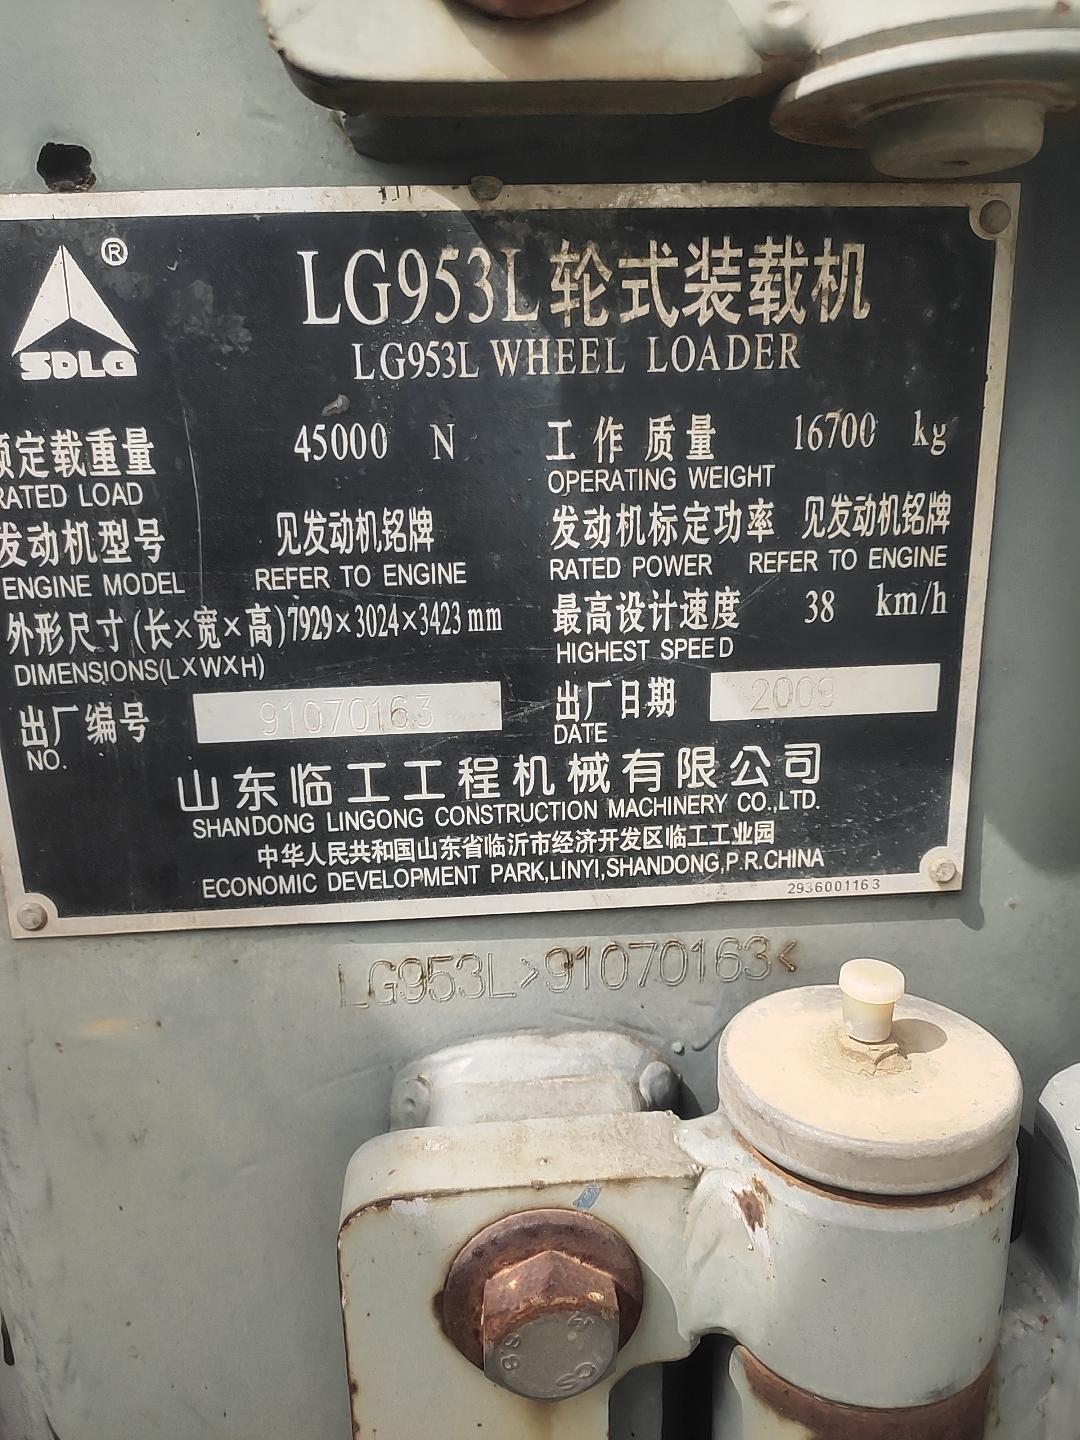 ®
SDLG
LG953L 轮式装载机
LG953L WHEEL LOADER
额定载重量 45000 N 工作质量 16700 kg
RATED LOAD OPERATING WEIGHT
发动机型号 见发动机铭牌 发动机标定功率 见发动机铭牌
ENGINE MODEL REFER TO ENGINE RATED POWER REFER TO ENGINE
外形尺寸(长×宽×高)7929×3024×3423 mm 最高设计速度 38 km/h
DIMENSIONS(L×W×H) HIGHEST SPEED
出厂编号 91070163 出厂日期 2009
NO. DATE
山东临工工程机械有限公司
SHANDONG LINGONG CONSTRUCTION MACHINERY CO.,LTD.
中华人民共和国山东省临沂市经济开发区临工工业园
ECONOMIC DEVELOPMENT PARK,LINYI,SHANDONG,P.R.CHINA
2936001163
LG953L>91070163<
8.8